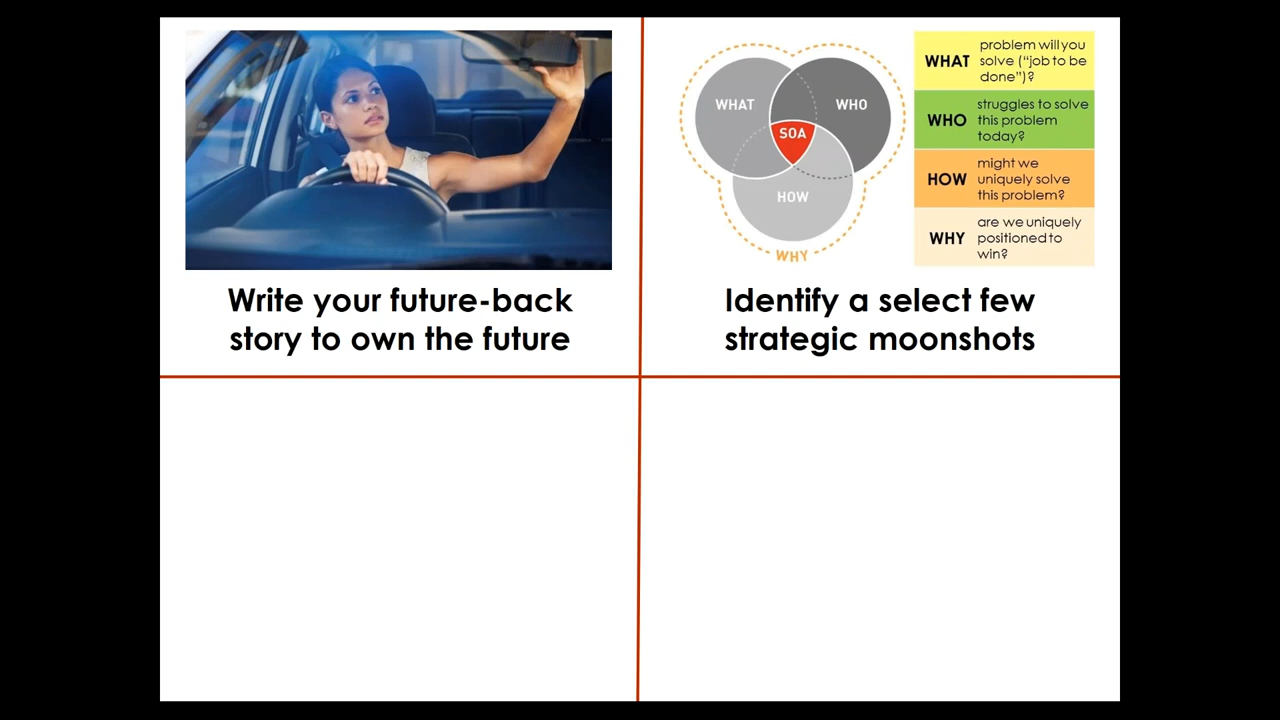 Write your future-back
story to own the future
WHAT
WHO
SOA
HOW
WHY
WHAT
problem will you
solve (“job to be
done”)?
WHO
struggles to solve
this problem
today?
HOW
might we
uniquely solve
this problem?
WHY
are we uniquely
positioned to
win?
Identify a select few
strategic moonshots